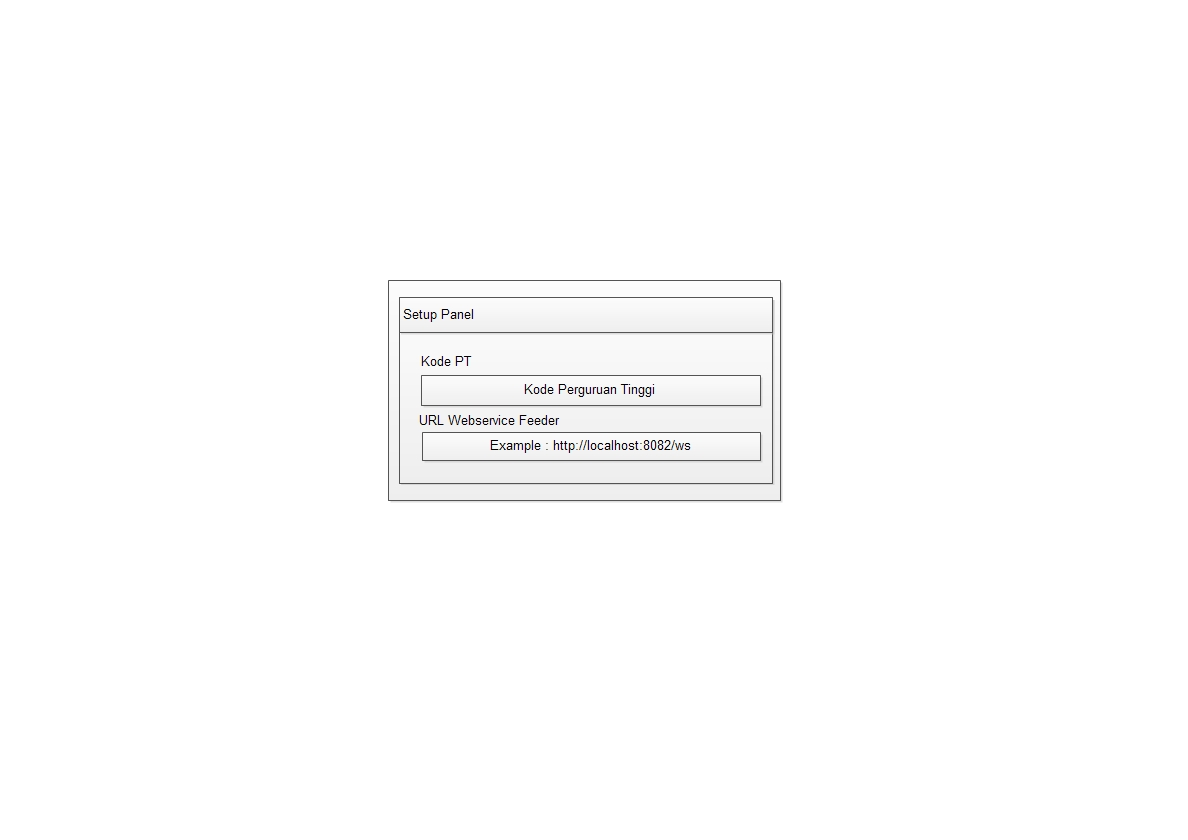 Setup Panel
Kode PT
Kode Perguruan Tinggi
URL Webservice Feeder
Example : http://localhost:8082/ws